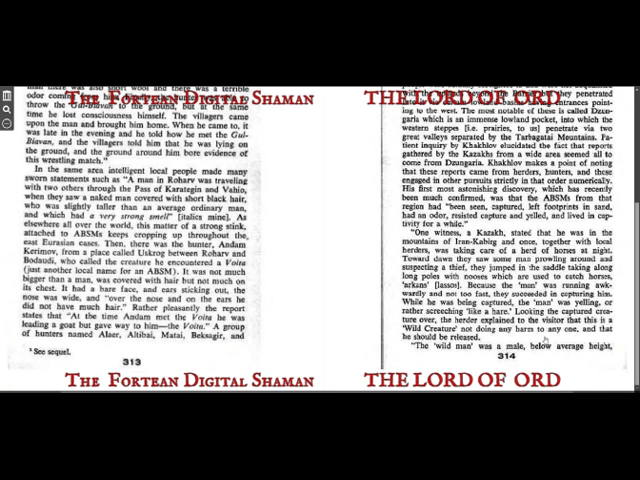 man there was also short wool and there was a terrible
odor coming
The Fortean Digital Shaman
throw the Gul-Biavan to the ground, but at the same
time he lost consciousness himself. The villagers came
upon the man and brought him home. When he came to, it
was late in the evening and he told how he met the Gul-
Biavan, and the villagers told him that he was lying on
the ground, and the ground around him bore evidence of
this wrestling match."
In the same area intelligent local people made many
sworn statements such as "A man in Roharv was traveling
with two others through the Pass of Karategin and Vahio,
when they saw a naked man covered with short black hair,
who was slightly taller than an average ordinary man,
and which had a very strong smell" [italics mine]. As
elsewhere all over the world, this matter of a strong stink,
attached to ABSMs keeps cropping up throughout the,
east Eurasian cases. Then, there was the hunter, Andam
Kerimov, from a place called Uskrog between Roharv and
Bodaudi, who called the creature he encountered a Voita
(just another local name for an ABSM). It was not much
bigger than a man, was covered with hair but not much on
its chest. It had a bare face, and ears sticking out, the
nose was wide, and "over the nose and on the ears he
did not have much hair." Rather pleasantly the report
states that "At the time Andam met the Voita he was
leading a goat but gave way to him—the Voita." A group
of hunters named Alaer, Altibai, Matai, Beksagir, and
See sequel.
313
The Fortean Digital Shaman
THE LORD OF ORD
ing to the west. The most notable of these is called Dzun-
garia which is an immense lowland pocket, into which the
western steppes [i.e. prairies, to us] penetrate via two
great valleys separated by the Tarbagatai Mountains. Pa-
tient inquiry by Khakhlov elucidated the fact that reports
gathered by the Kazakhs from a wide area seemed all to
come from Dzungaria. Khakhlov makes a point of noting
that these reports came from herders, hunters, and those
engaged in other pursuits strictly in that order numerically.
His first most astonishing discovery, which has recently
been much confirmed, was that the ABSMs from that
region had "been seen, captured, left footprints in sand,
had an odor, resisted capture and yelled, and lived in cap-
tivity for a while."
"One witness, a Kazakh, stated that he was in the
mountains of Iran-Kabirg and once, together with local
herders, was taking care of a herd of horses at night.
Toward dawn they saw some man prowling around and
suspecting a thief, they jumped in the saddle taking along
long poles with nooses which are used to catch horses,
'arkans' [lassos]. Because the 'man' was running awk-
wardly and not too fast, they succeeded in capturing him.
While he was being captured, the 'man' was yelling, or
rather screeching 'like a hare.' Looking the captured crea-
ture over, the herder explained to the visitor that this is a
'Wild Creature' not doing any harm to any one, and that
he should be released.
"The 'wild man' was a male, below average height,
314
THE LORD OF ORD